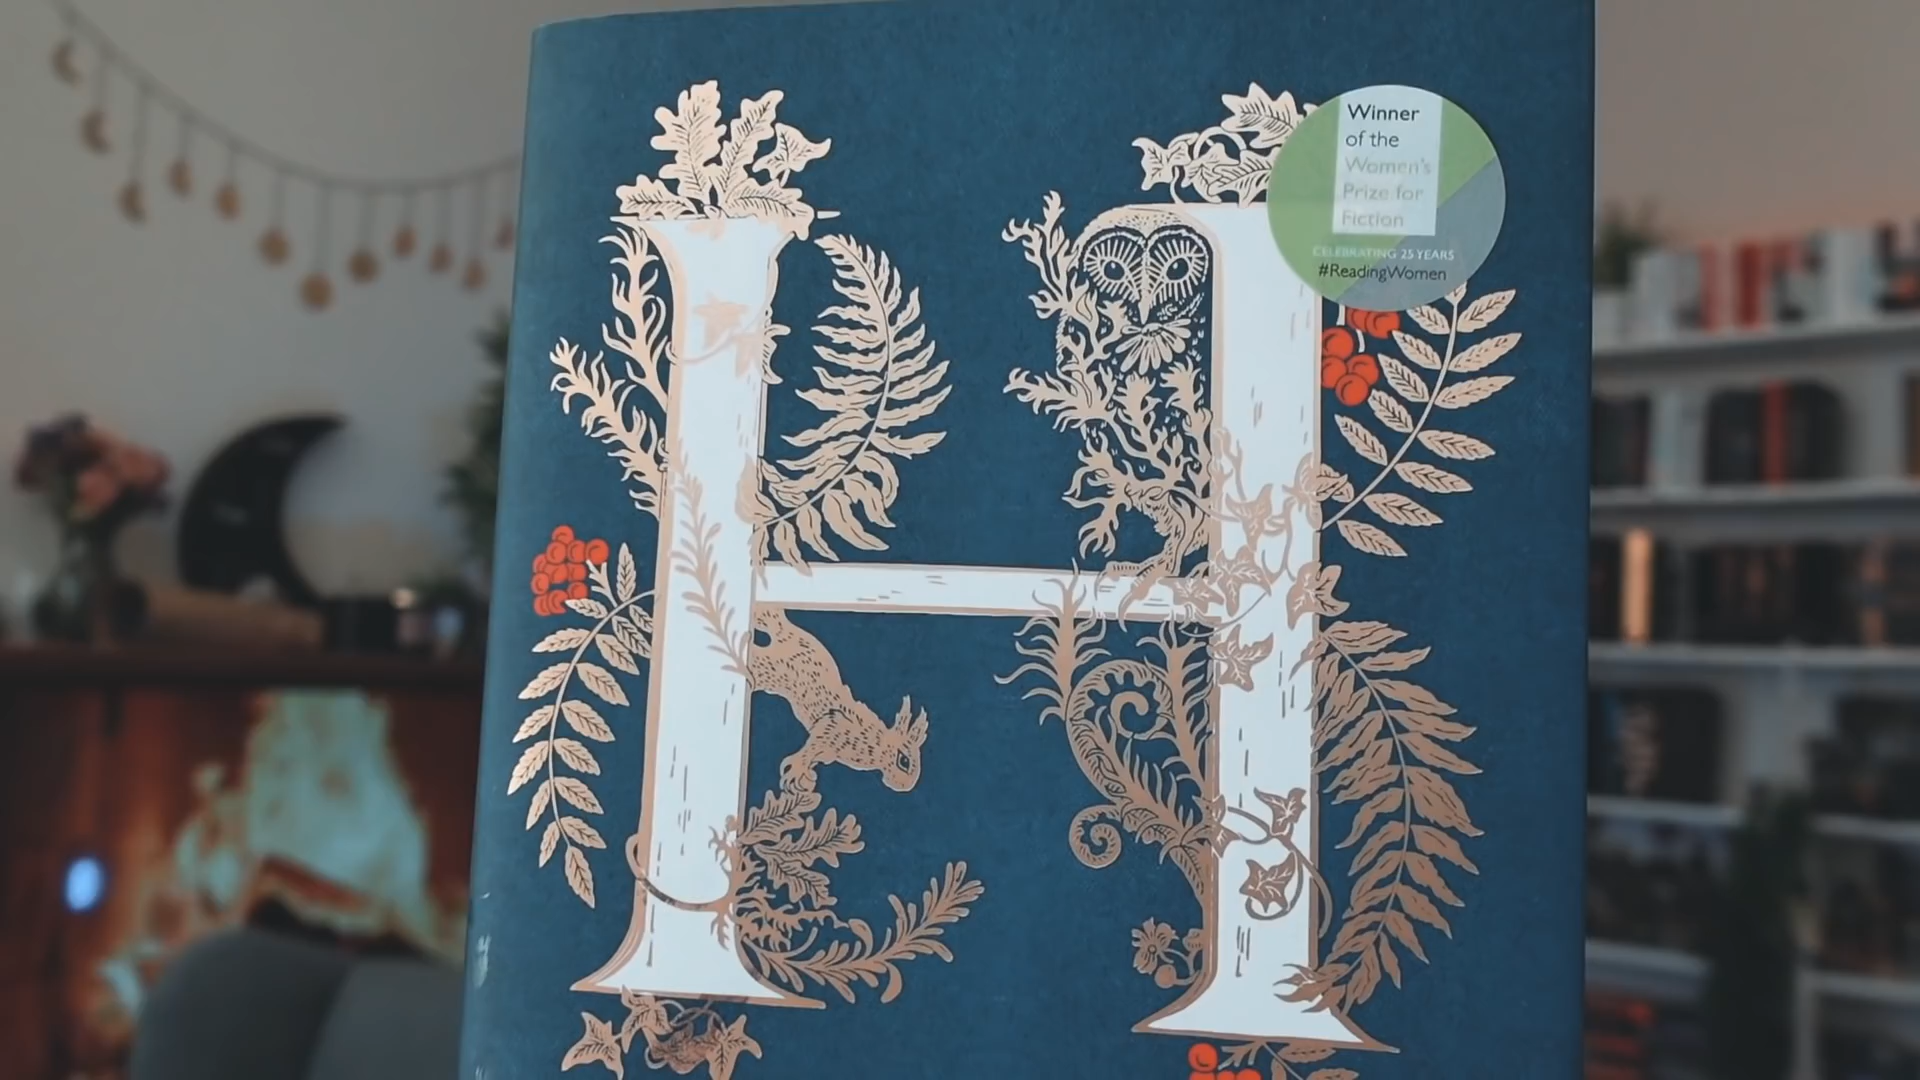 H
Winner
of the
Women's
Prize for
Fiction
CELEBRATING 25 YEARS
#ReadingWomen